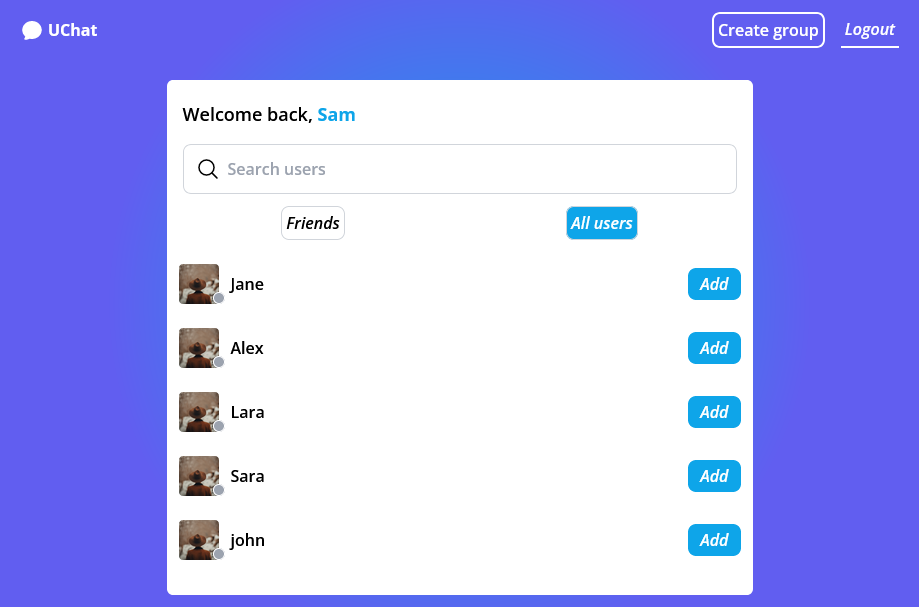 UChat
Create group
Logout
Welcome back, Sam
Search users
Friends
All users
Jane
Add
Alex
Add
Lara
Add
Sara
Add
john
Add